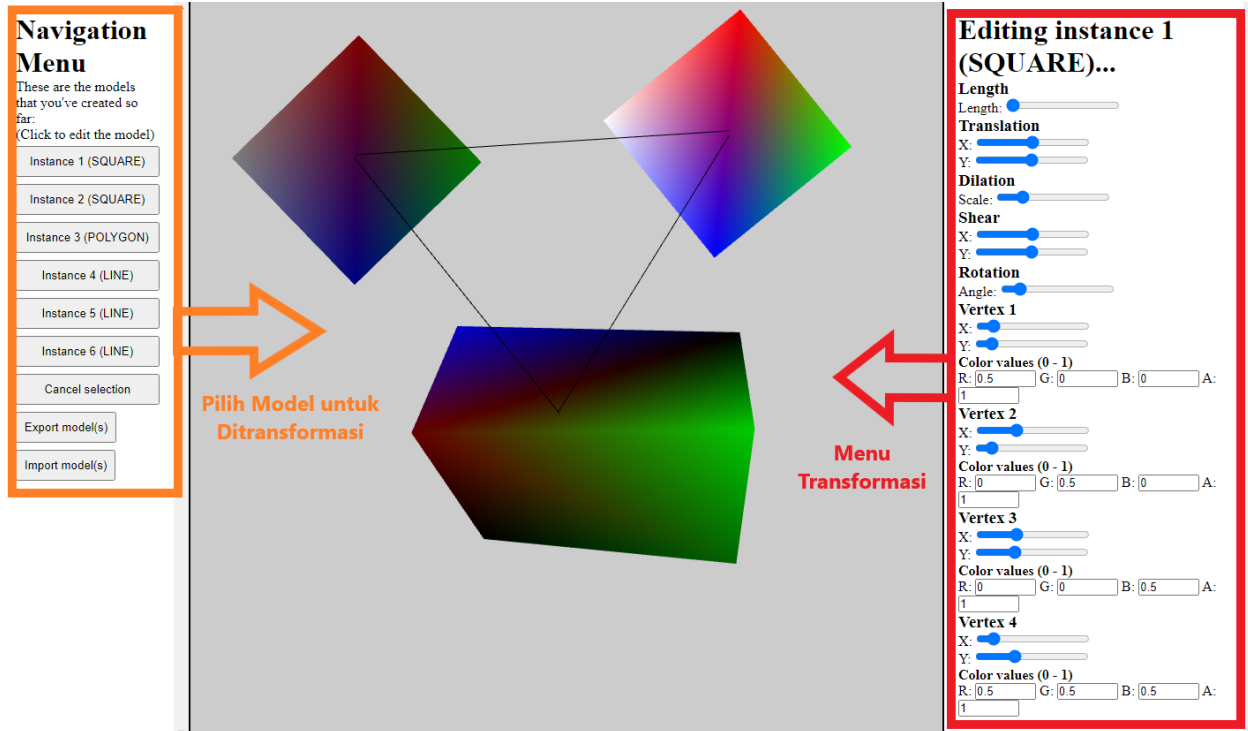 Navigation
Menu
These are the models
that you've created so
far:
(Click to edit the model)
Instance 1 (SQUARE)
Instance 2 (SQUARE)
Instance 3 (POLYGON)
Instance 4 (LINE)
Instance 5 (LINE)
Instance 6 (LINE)
Cancel selection
Export model(s)
Import model(s)
Pilih Model untuk
Ditransformasi
Menu
Transformasi
Editing instance 1
(SQUARE)...
Length
Length:
Translation
X:
Y:
Dilation
Scale:
Shear
X:
Y:
Rotation
Angle:
Vertex 1
X:
Y:
Color values (0 - 1)
R: 0.5 G: 0 B: 0 A:
1
Vertex 2
X:
Y:
Color values (0 - 1)
R: 0 G: 0.5 B: 0 A:
1
Vertex 3
X:
Y:
Color values (0 - 1)
R: 0 G: 0 B: 0.5 A:
1
Vertex 4
X:
Y:
Color values (0 - 1)
R: 0.5 G: 0.5 B: 0.5 A:
1